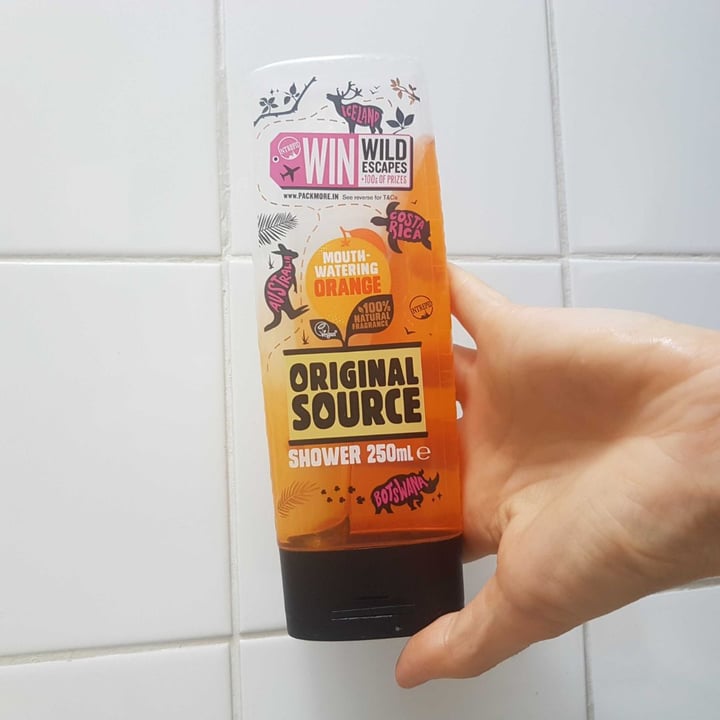 ICELAND
INTREPID
WIN
WILD
ESCAPES
+100s OF PRIZES
www.PACKMORE.IN See reverse for T&Cs
COSTA
RICA
AUSTRALIA
MOUTH-
WATERING
ORANGE
100%
NATURAL
FRAGRANCE
Vegan
INTREPID
ORIGINAL
SOURCE
SHOWER 250mL e
BOTSWANA